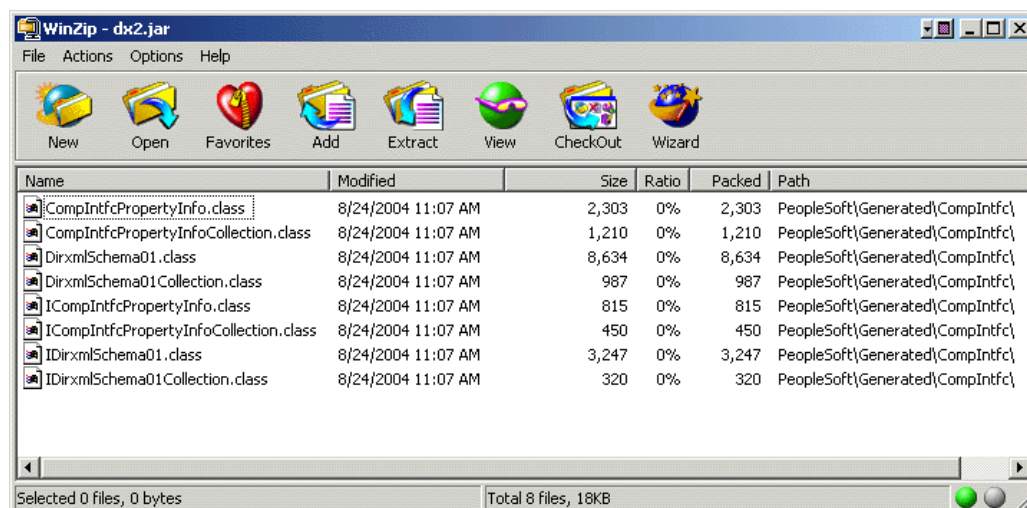 WinZip - dx2.jar
File Actions Options Help
New Open Favorites Add Extract View CheckOut Wizard
Name Modified Size Ratio Packed Path
CompIntfcPropertyInfo.class 8/24/2004 11:07 AM 2,303 0% 2,303 PeopleSoft\Generated\CompIntfc\
CompIntfcPropertyInfoCollection.class 8/24/2004 11:07 AM 1,210 0% 1,210 PeopleSoft\Generated\CompIntfc\
DirxmlSchema01.class 8/24/2004 11:07 AM 8,634 0% 8,634 PeopleSoft\Generated\CompIntfc\
DirxmlSchema01Collection.class 8/24/2004 11:07 AM 987 0% 987 PeopleSoft\Generated\CompIntfc\
ICompIntfcPropertyInfo.class 8/24/2004 11:07 AM 815 0% 815 PeopleSoft\Generated\CompIntfc\
ICompIntfcPropertyInfoCollection.class 8/24/2004 11:07 AM 450 0% 450 PeopleSoft\Generated\CompIntfc\
IDirxmlSchema01.class 8/24/2004 11:07 AM 3,247 0% 3,247 PeopleSoft\Generated\CompIntfc\
IDirxmlSchema01Collection.class 8/24/2004 11:07 AM 320 0% 320 PeopleSoft\Generated\CompIntfc\
Selected 0 files, 0 bytes Total 8 files, 18KB